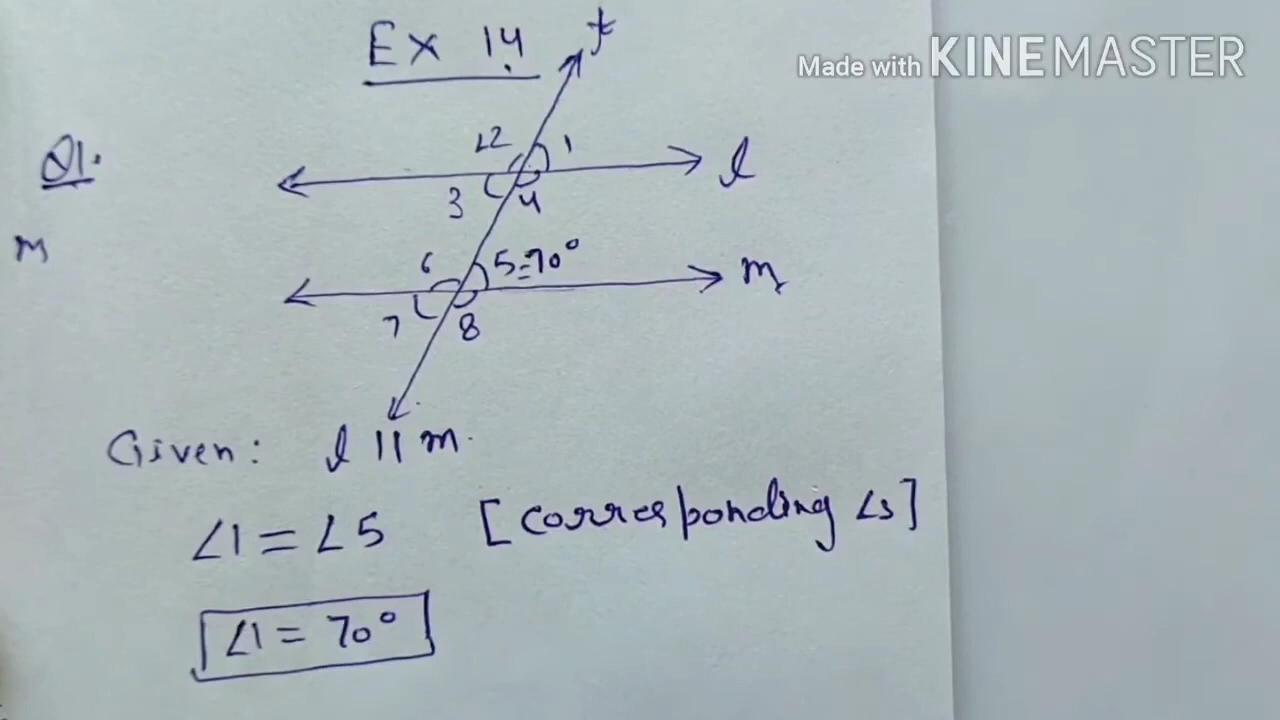 Ex 14
Made with KINEMASTER
t
Q1.
∠2 1
l
3 4
m
6 5=70°
m
7 8
Given: l || m.
∠1 = ∠5 [corresponding ∠s]
∠1 = 70°